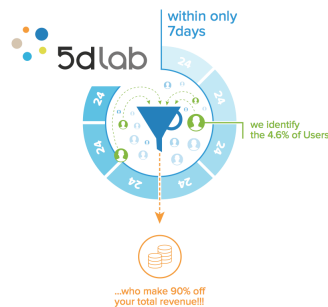 within only
7days
5dlab
24
24
24
24
24
24
24
we identify
the 4.6% of Users
...who make 90% off
your total revenue!!!